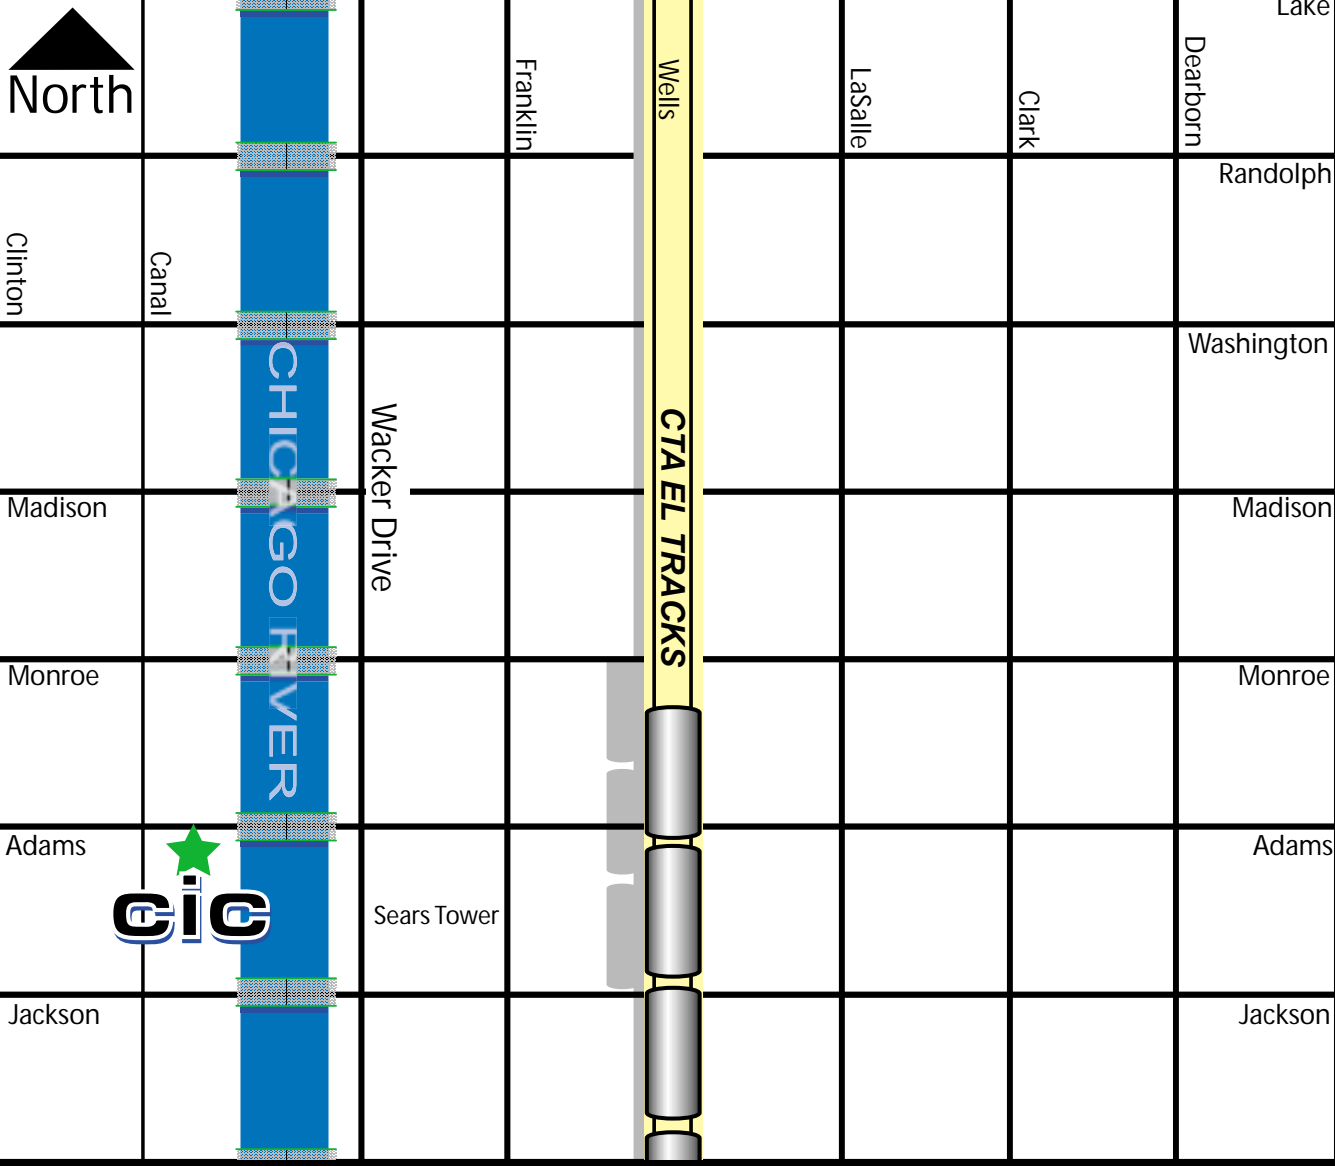 Lake
North
Franklin
Wells
LaSalle
Clark
Dearborn
Randolph
Clinton
Canal
Washington
CHICAGO RIVER
Wacker Drive
CTA EL TRACKS
Madison
Madison
Monroe
Monroe
Adams
Adams
cic
Sears Tower
Jackson
Jackson